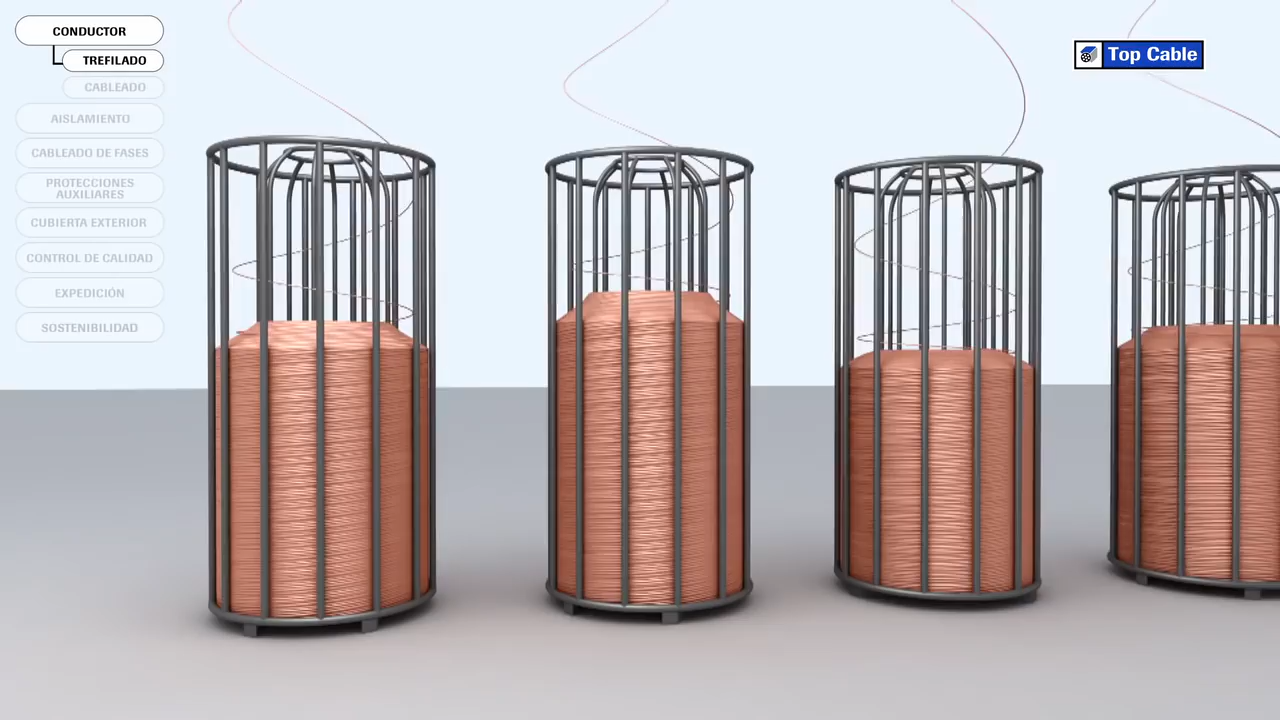 CONDUCTOR
TREFILADO
CABLEADO
AISLAMIENTO
CABLEADO DE FASES
PROTECCIONES
AUXILIARES
CUBIERTA EXTERIOR
CONTROL DE CALIDAD
EXPEDICIÓN
SOSTENIBILIDAD
Top Cable